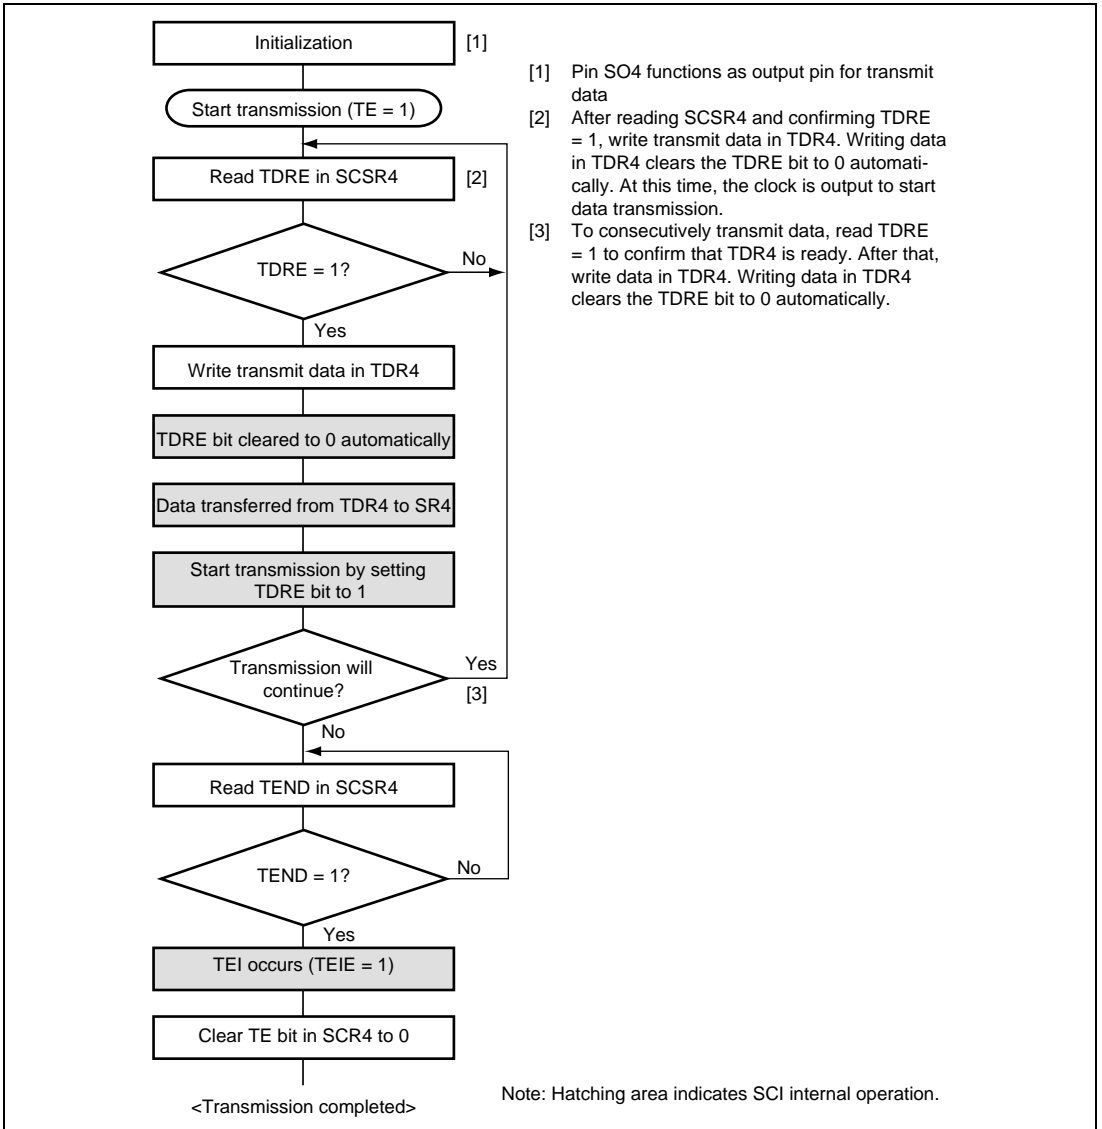 Initialization
[1]
Start transmission (TE = 1)
Read TDRE in SCSR4
[2]
TDRE = 1?
No
Yes
Write transmit data in TDR4
TDRE bit cleared to 0 automatically
Data transferred from TDR4 to SR4
Start transmission by setting
TDRE bit to 1
Transmission will
continue?
Yes
[3]
No
Read TEND in SCSR4
TEND = 1?
No
Yes
TEI occurs (TEIE = 1)
Clear TE bit in SCR4 to 0
<Transmission completed>
[1] Pin SO4 functions as output pin for transmit
data
[2] After reading SCSR4 and confirming TDRE
= 1, write transmit data in TDR4. Writing data
in TDR4 clears the TDRE bit to 0 automati-
cally. At this time, the clock is output to start
data transmission.
[3] To consecutively transmit data, read TDRE
= 1 to confirm that TDR4 is ready. After that,
write data in TDR4. Writing data in TDR4
clears the TDRE bit to 0 automatically.
Note: Hatching area indicates SCI internal operation.